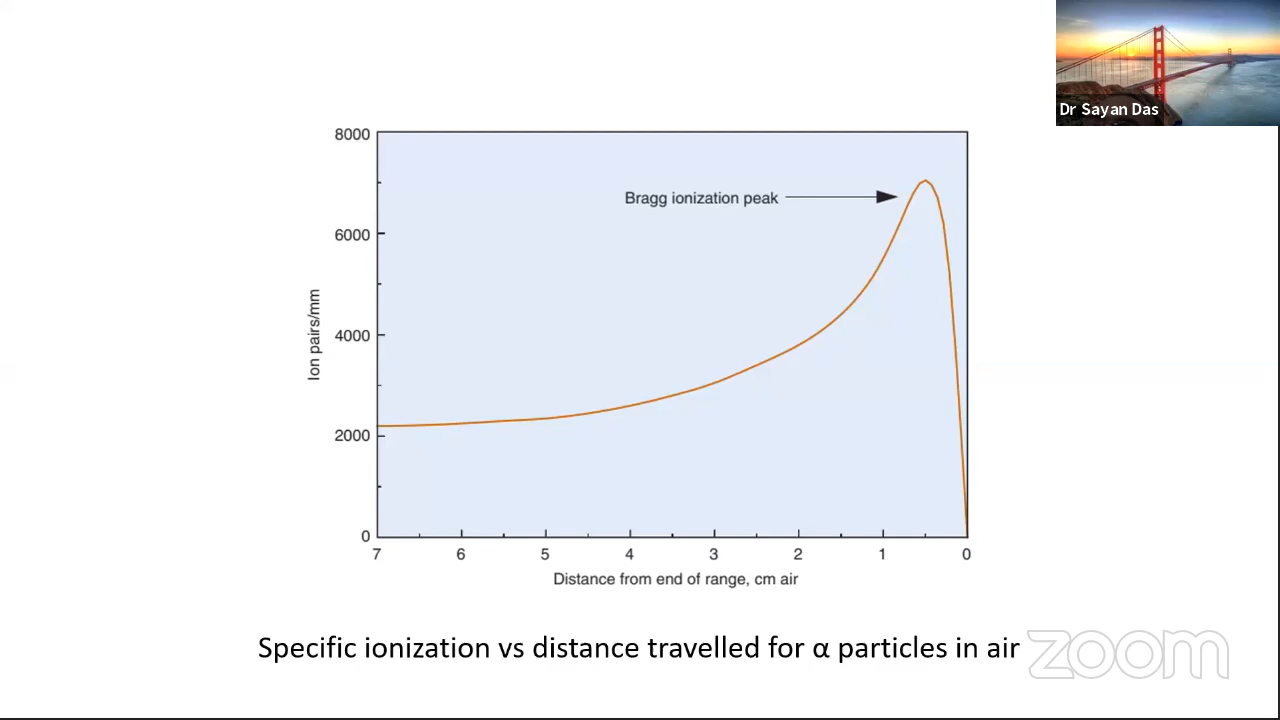 Dr Sayan Das
8000
Bragg ionization peak
6000
Ion pairs/mm
4000
2000
0
7 6 5 4 3 2 1 0
Distance from end of range, cm air
Specific ionization vs distance travelled for α particles in air
zoom